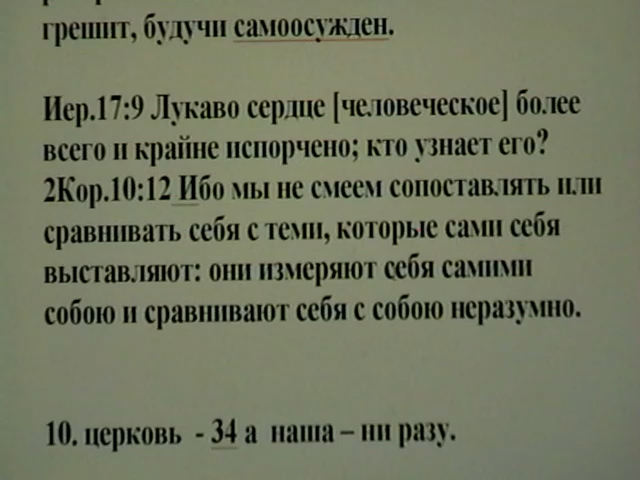 грешит, будучи самоосужден.
Иер.17:9 Лукаво сердце [человеческое] более
всего и крайне испорчено; кто узнает его?
2Кор.10:12 Ибо мы не смеем сопоставлять или
сравнивать себя с теми, которые сами себя
выставляют: они измеряют себя самими
собою и сравнивают себя с собою неразумно.
10. церковь - 34 а наша – ни разу.